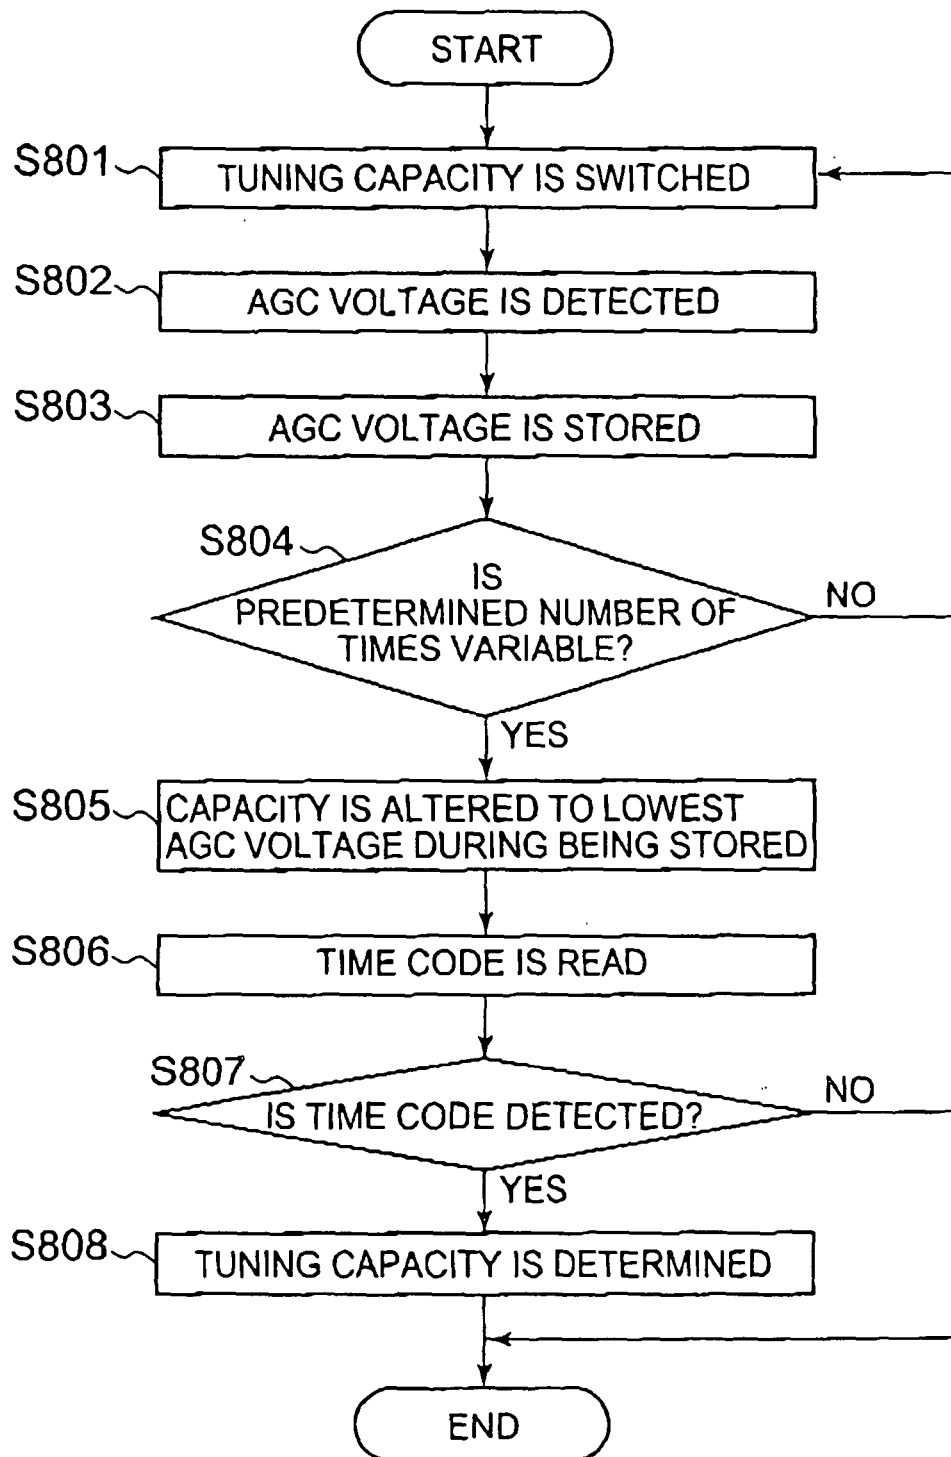 START
S801
TUNING CAPACITY IS SWITCHED
S802
AGC VOLTAGE IS DETECTED
S803
AGC VOLTAGE IS STORED
S804
IS
PREDETERMINED NUMBER OF
TIMES VARIABLE?
NO
YES
S805
CAPACITY IS ALTERED TO LOWEST
AGC VOLTAGE DURING BEING STORED
S806
TIME CODE IS READ
S807
IS TIME CODE DETECTED?
NO
YES
S808
TUNING CAPACITY IS DETERMINED
END